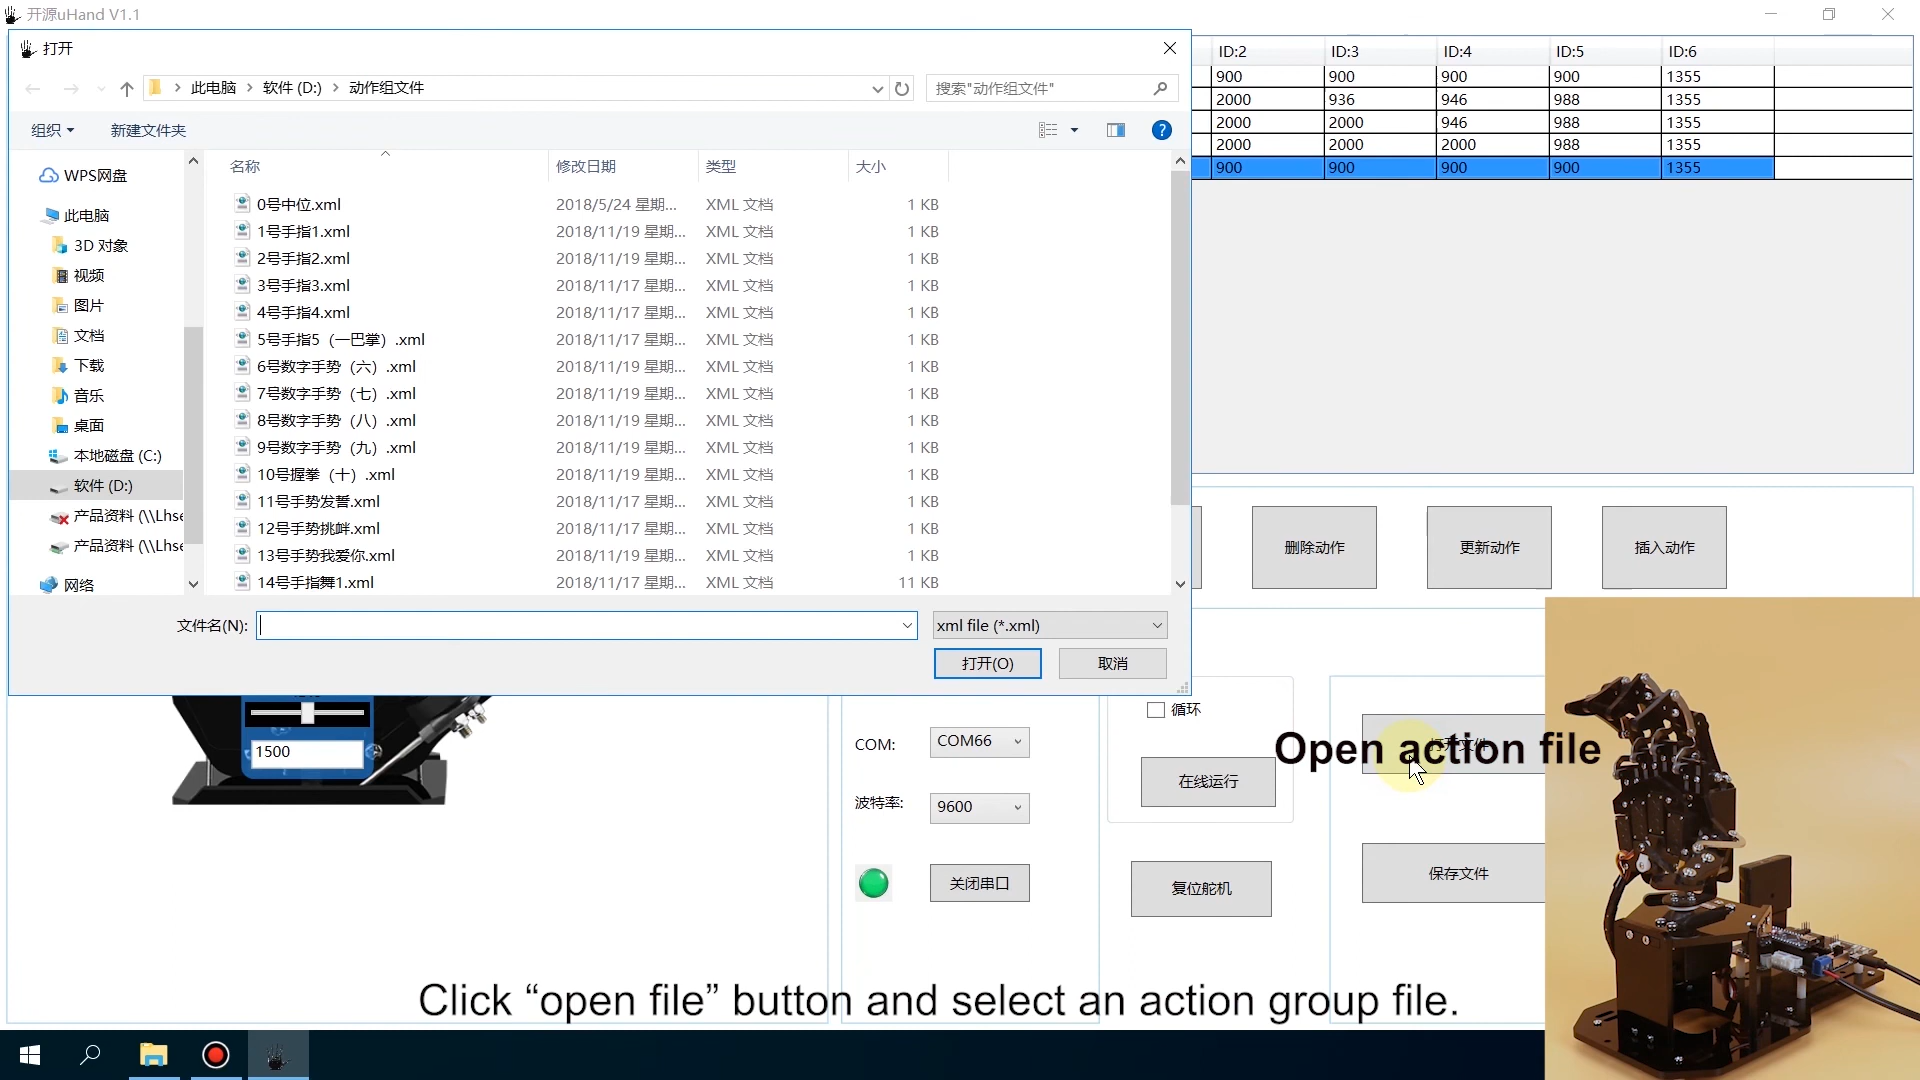 开源uHand V1.1
打开
此电脑 > 软件 (D:) > 动作组文件
搜索"动作组文件"
组织
新建文件夹
WPS网盘
此电脑
3D 对象
视频
图片
文档
下载
音乐
桌面
本地磁盘 (C:)
软件 (D:)
产品资料 (\\Lhse
产品资料 (\\Lhse
网络
名称 修改日期 类型 大小
0号中位.xml 2018/5/24 星期... XML 文档 1 KB
1号手指1.xml 2018/11/19 星期... XML 文档 1 KB
2号手指2.xml 2018/11/19 星期... XML 文档 1 KB
3号手指3.xml 2018/11/17 星期... XML 文档 1 KB
4号手指4.xml 2018/11/17 星期... XML 文档 1 KB
5号手指5（一巴掌）.xml 2018/11/17 星期... XML 文档 1 KB
6号数字手势（六）.xml 2018/11/19 星期... XML 文档 1 KB
7号数字手势（七）.xml 2018/11/19 星期... XML 文档 1 KB
8号数字手势（八）.xml 2018/11/19 星期... XML 文档 1 KB
9号数字手势（九）.xml 2018/11/19 星期... XML 文档 1 KB
10号握拳（十）.xml 2018/11/19 星期... XML 文档 1 KB
11号手势发誓.xml 2018/11/17 星期... XML 文档 1 KB
12号手势挑衅.xml 2018/11/17 星期... XML 文档 1 KB
13号手势我爱你.xml 2018/11/19 星期... XML 文档 1 KB
14号手指舞1.xml 2018/11/17 星期... XML 文档 11 KB
文件名(N):
xml file (*.xml)
打开(O)
取消
ID:2 ID:3 ID:4 ID:5 ID:6
900 900 900 900 1355
2000 936 946 988 1355
2000 2000 946 988 1355
2000 2000 2000 988 1355
900 900 900 900 1355
删除动作
更新动作
插入动作
1500
COM:
COM66
波特率:
9600
关闭串口
循环
在线运行
复位舵机
打开文件
Open action file
保存文件
Click “open file” button and select an action group file.